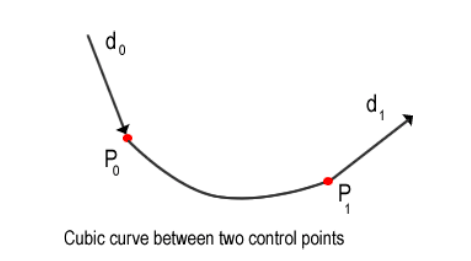 d₀
d₁
P₀
P₁
Cubic curve between two control points